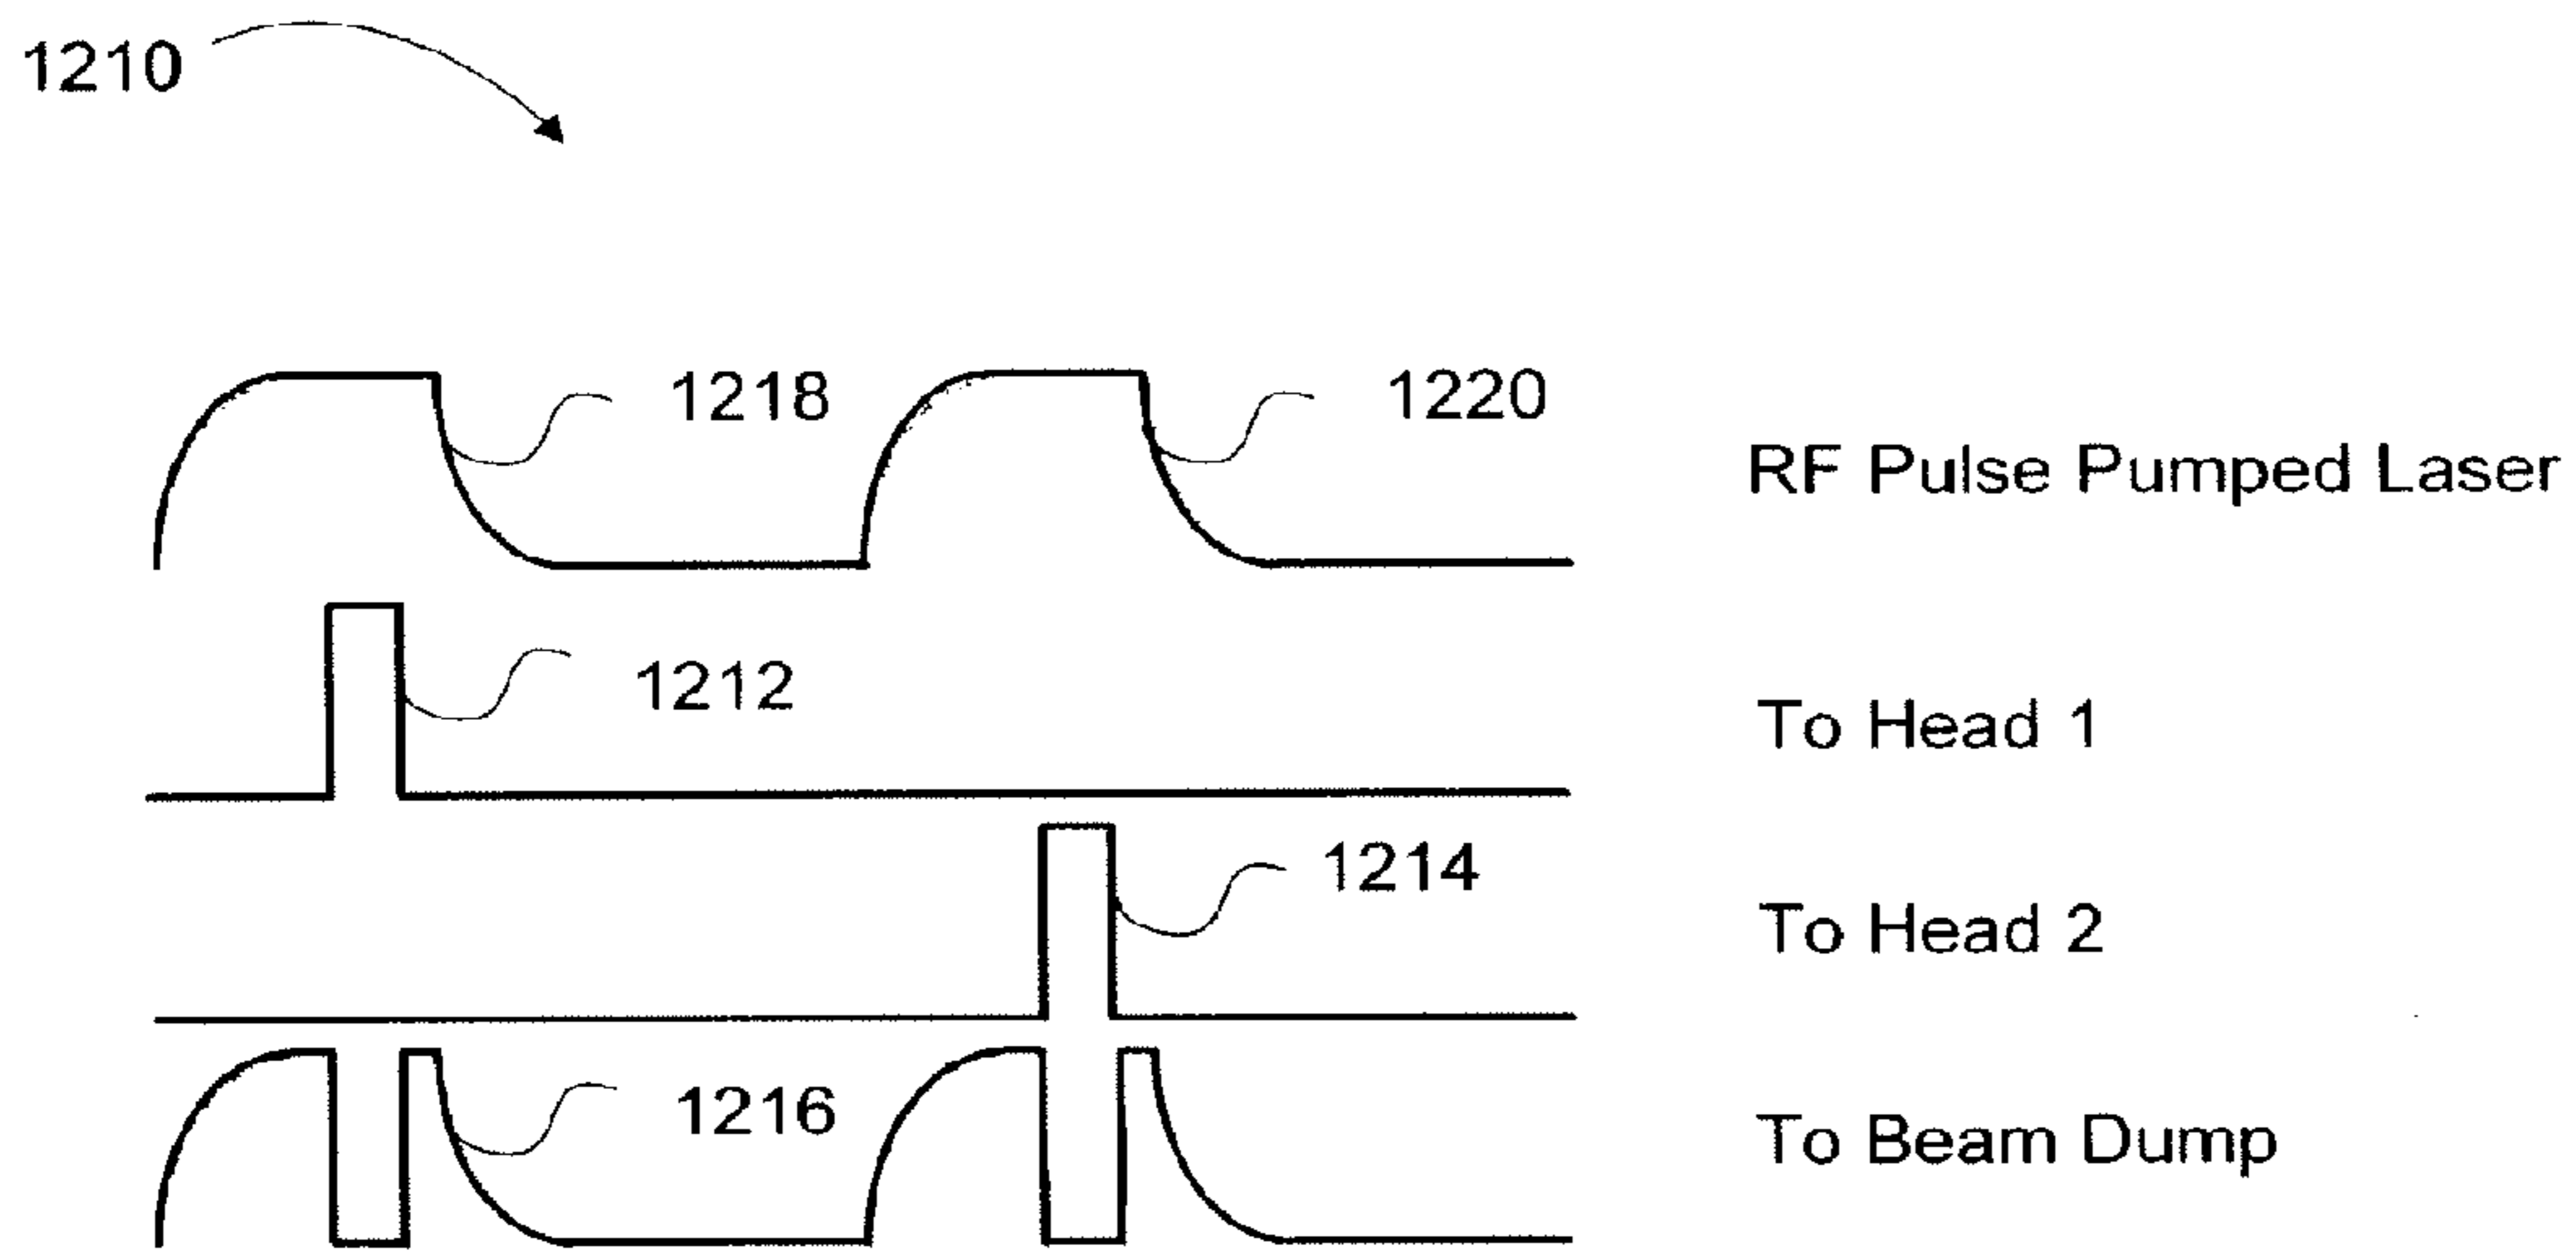 1210
1218
1220
RF Pulse Pumped Laser
1212
To Head 1
1214
To Head 2
1216
To Beam Dump